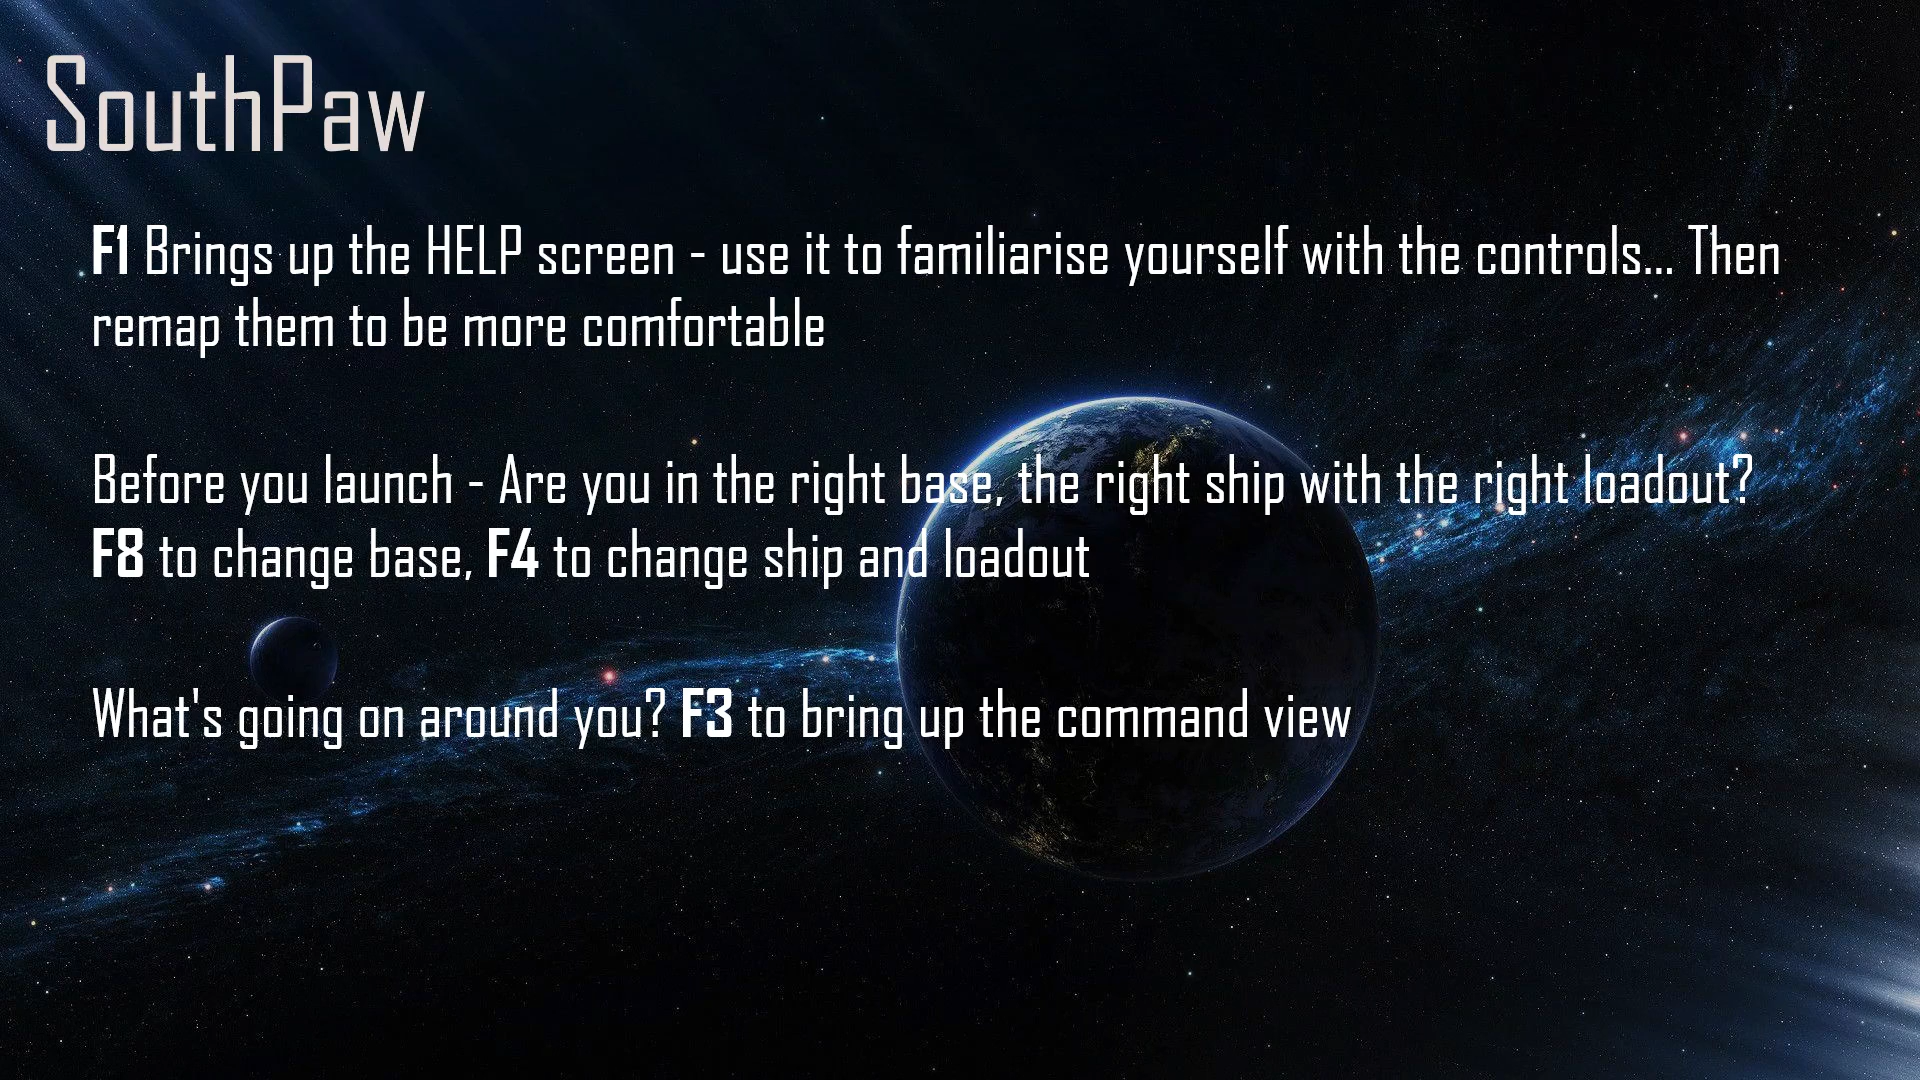 SouthPaw
F1 Brings up the HELP screen - use it to familiarise yourself with the controls... Then
remap them to be more comfortable
Before you launch - Are you in the right base, the right ship with the right loadout?
F8 to change base, F4 to change ship and loadout
What's going on around you? F3 to bring up the command view